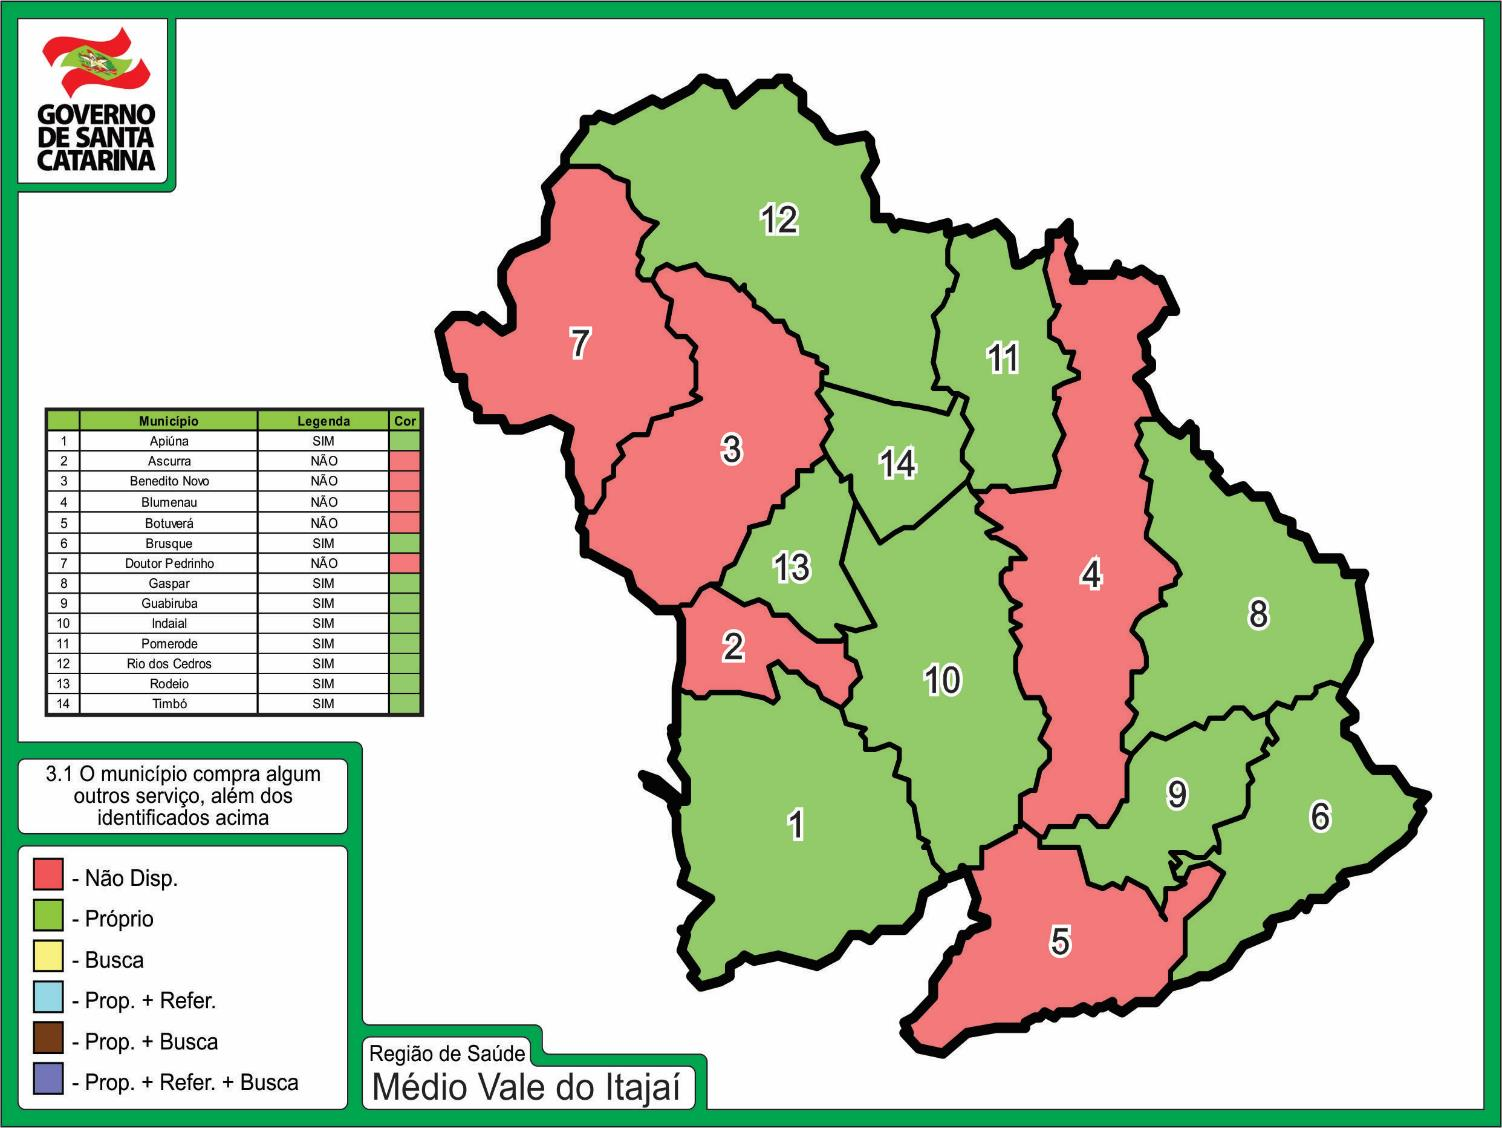 GOVERNO
DE SANTA
CATARINA
12
7
11
3
14
13
4
8
2
10
9
1
6
5
Município Legenda Cor
1 Apiúna SIM
2 Ascurra NÃO
3 Benedito Novo NÃO
4 Blumenau NÃO
5 Botuverá NÃO
6 Brusque SIM
7 Doutor Pedrinho NÃO
8 Gaspar SIM
9 Guabiruba SIM
10 Indaial SIM
11 Pomerode SIM
12 Rio dos Cedros SIM
13 Rodeio SIM
14 Timbó SIM
3.1 O município compra algum
outros serviço, além dos
identificados acima
- Não Disp.
- Próprio
- Busca
- Prop. + Refer.
- Prop. + Busca
- Prop. + Refer. + Busca
Região de Saúde
Médio Vale do Itajaí